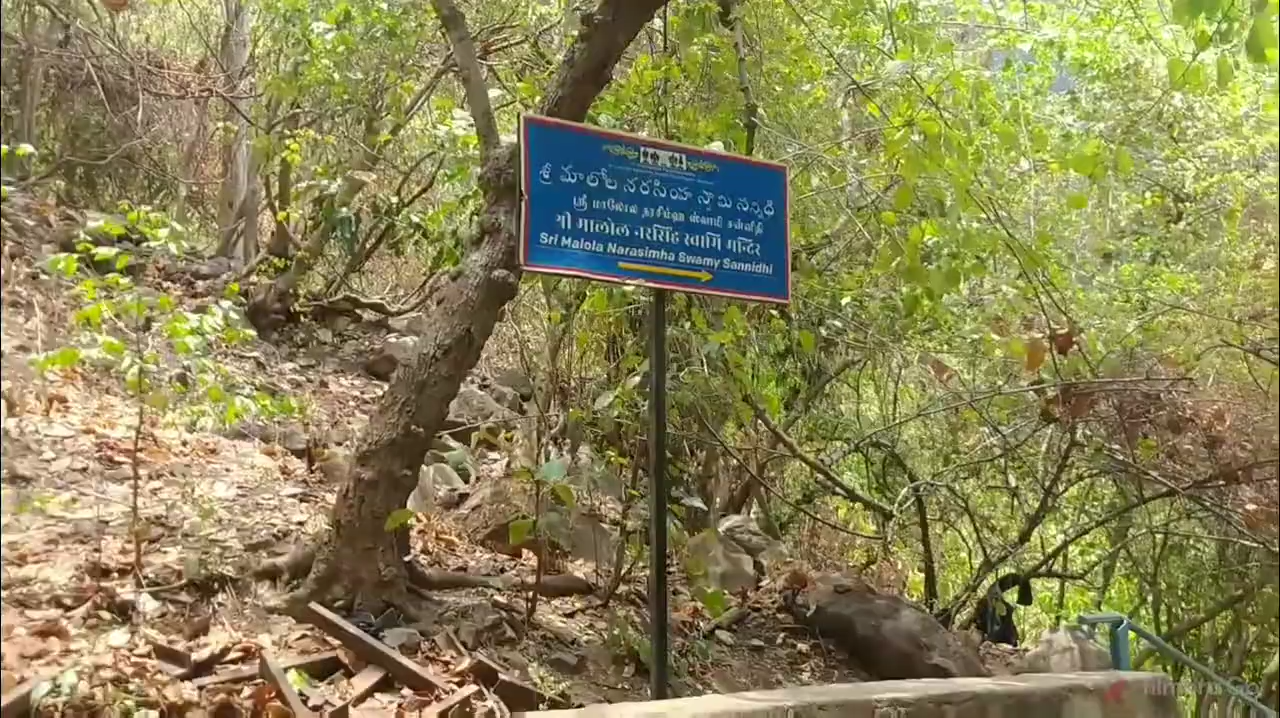 శ్రీ మాలోల నరసింహ స్వామి సన్నిధి
ஸ்ரீ மாலோல நரசிம்ஹ ஸ்வாமி சன்னிதி
श्री मालोल नरसिंह स्वामि मन्दिर
Sri Malola Narasimha Swamy Sannidhi